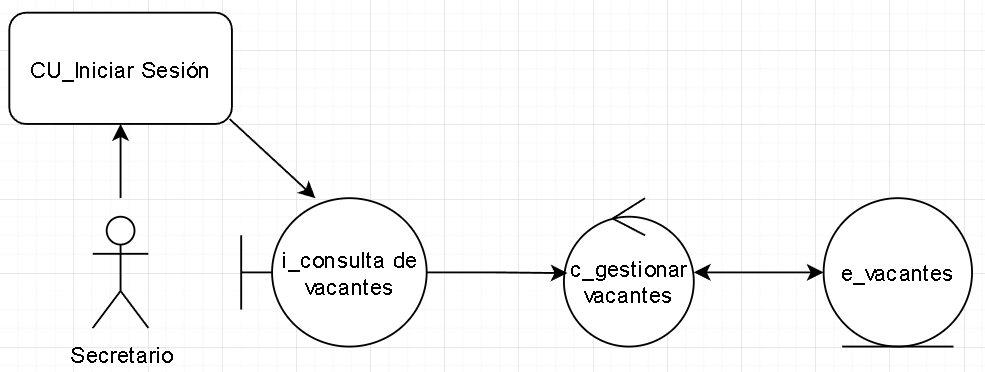 CU_Iniciar Sesión
i_consulta de
vacantes
c_gestionar
vacantes
e_vacantes
Secretario